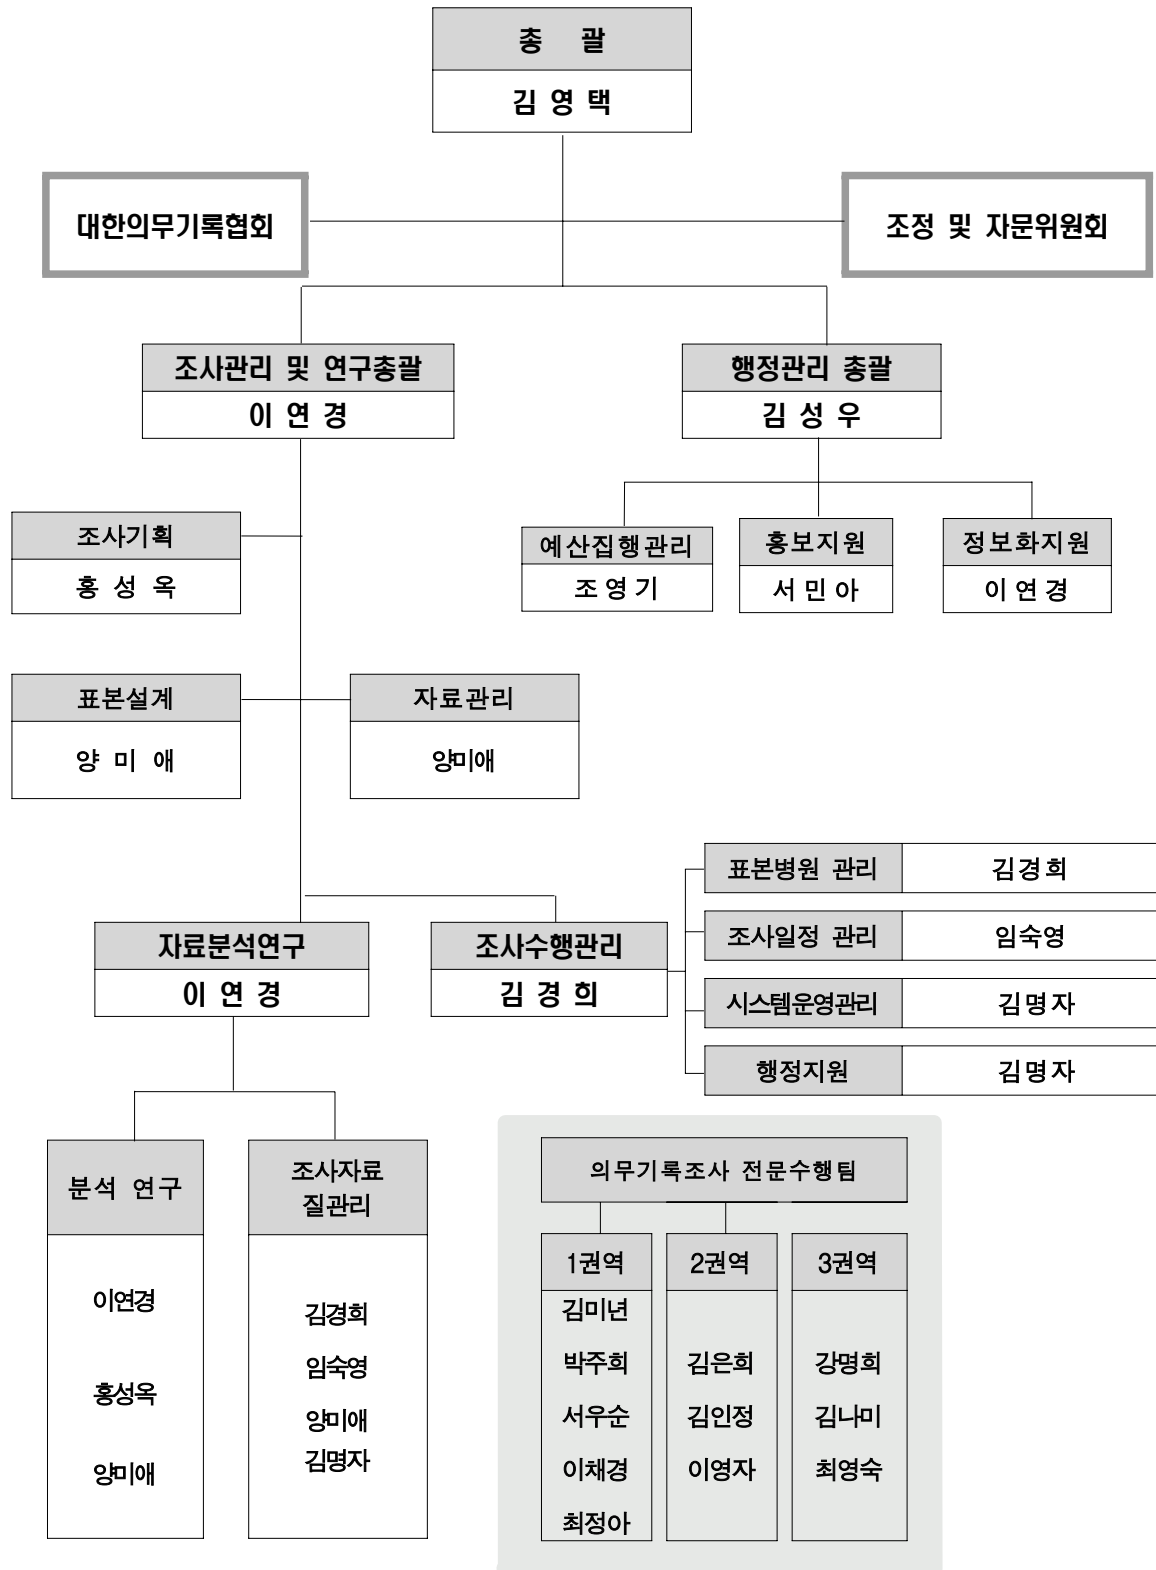 총 괄
김 영 택
대한의무기록협회
조정 및 자문위원회
조사관리 및 연구총괄
이 연 경
행정관리 총괄
김 성 우
조사기획
홍 성 옥
예산집행관리
조 영 기
홍보지원
서 민 아
정보화지원
이 연 경
표본설계
양 미 애
자료관리
양미애
자료분석연구
이 연 경
조사수행관리
김 경 희
표본병원 관리
김경희
조사일정 관리
임숙영
시스템운영관리
김명자
행정지원
김명자
분석 연구
이연경
홍성옥
양미애
조사자료
질관리
김경희
임숙영
양미애
김명자
의무기록조사 전문수행팀
1권역
김미년
박주희
서우순
이채경
최정아
2권역
김은희
김인정
이영자
3권역
강명희
김나미
최영숙